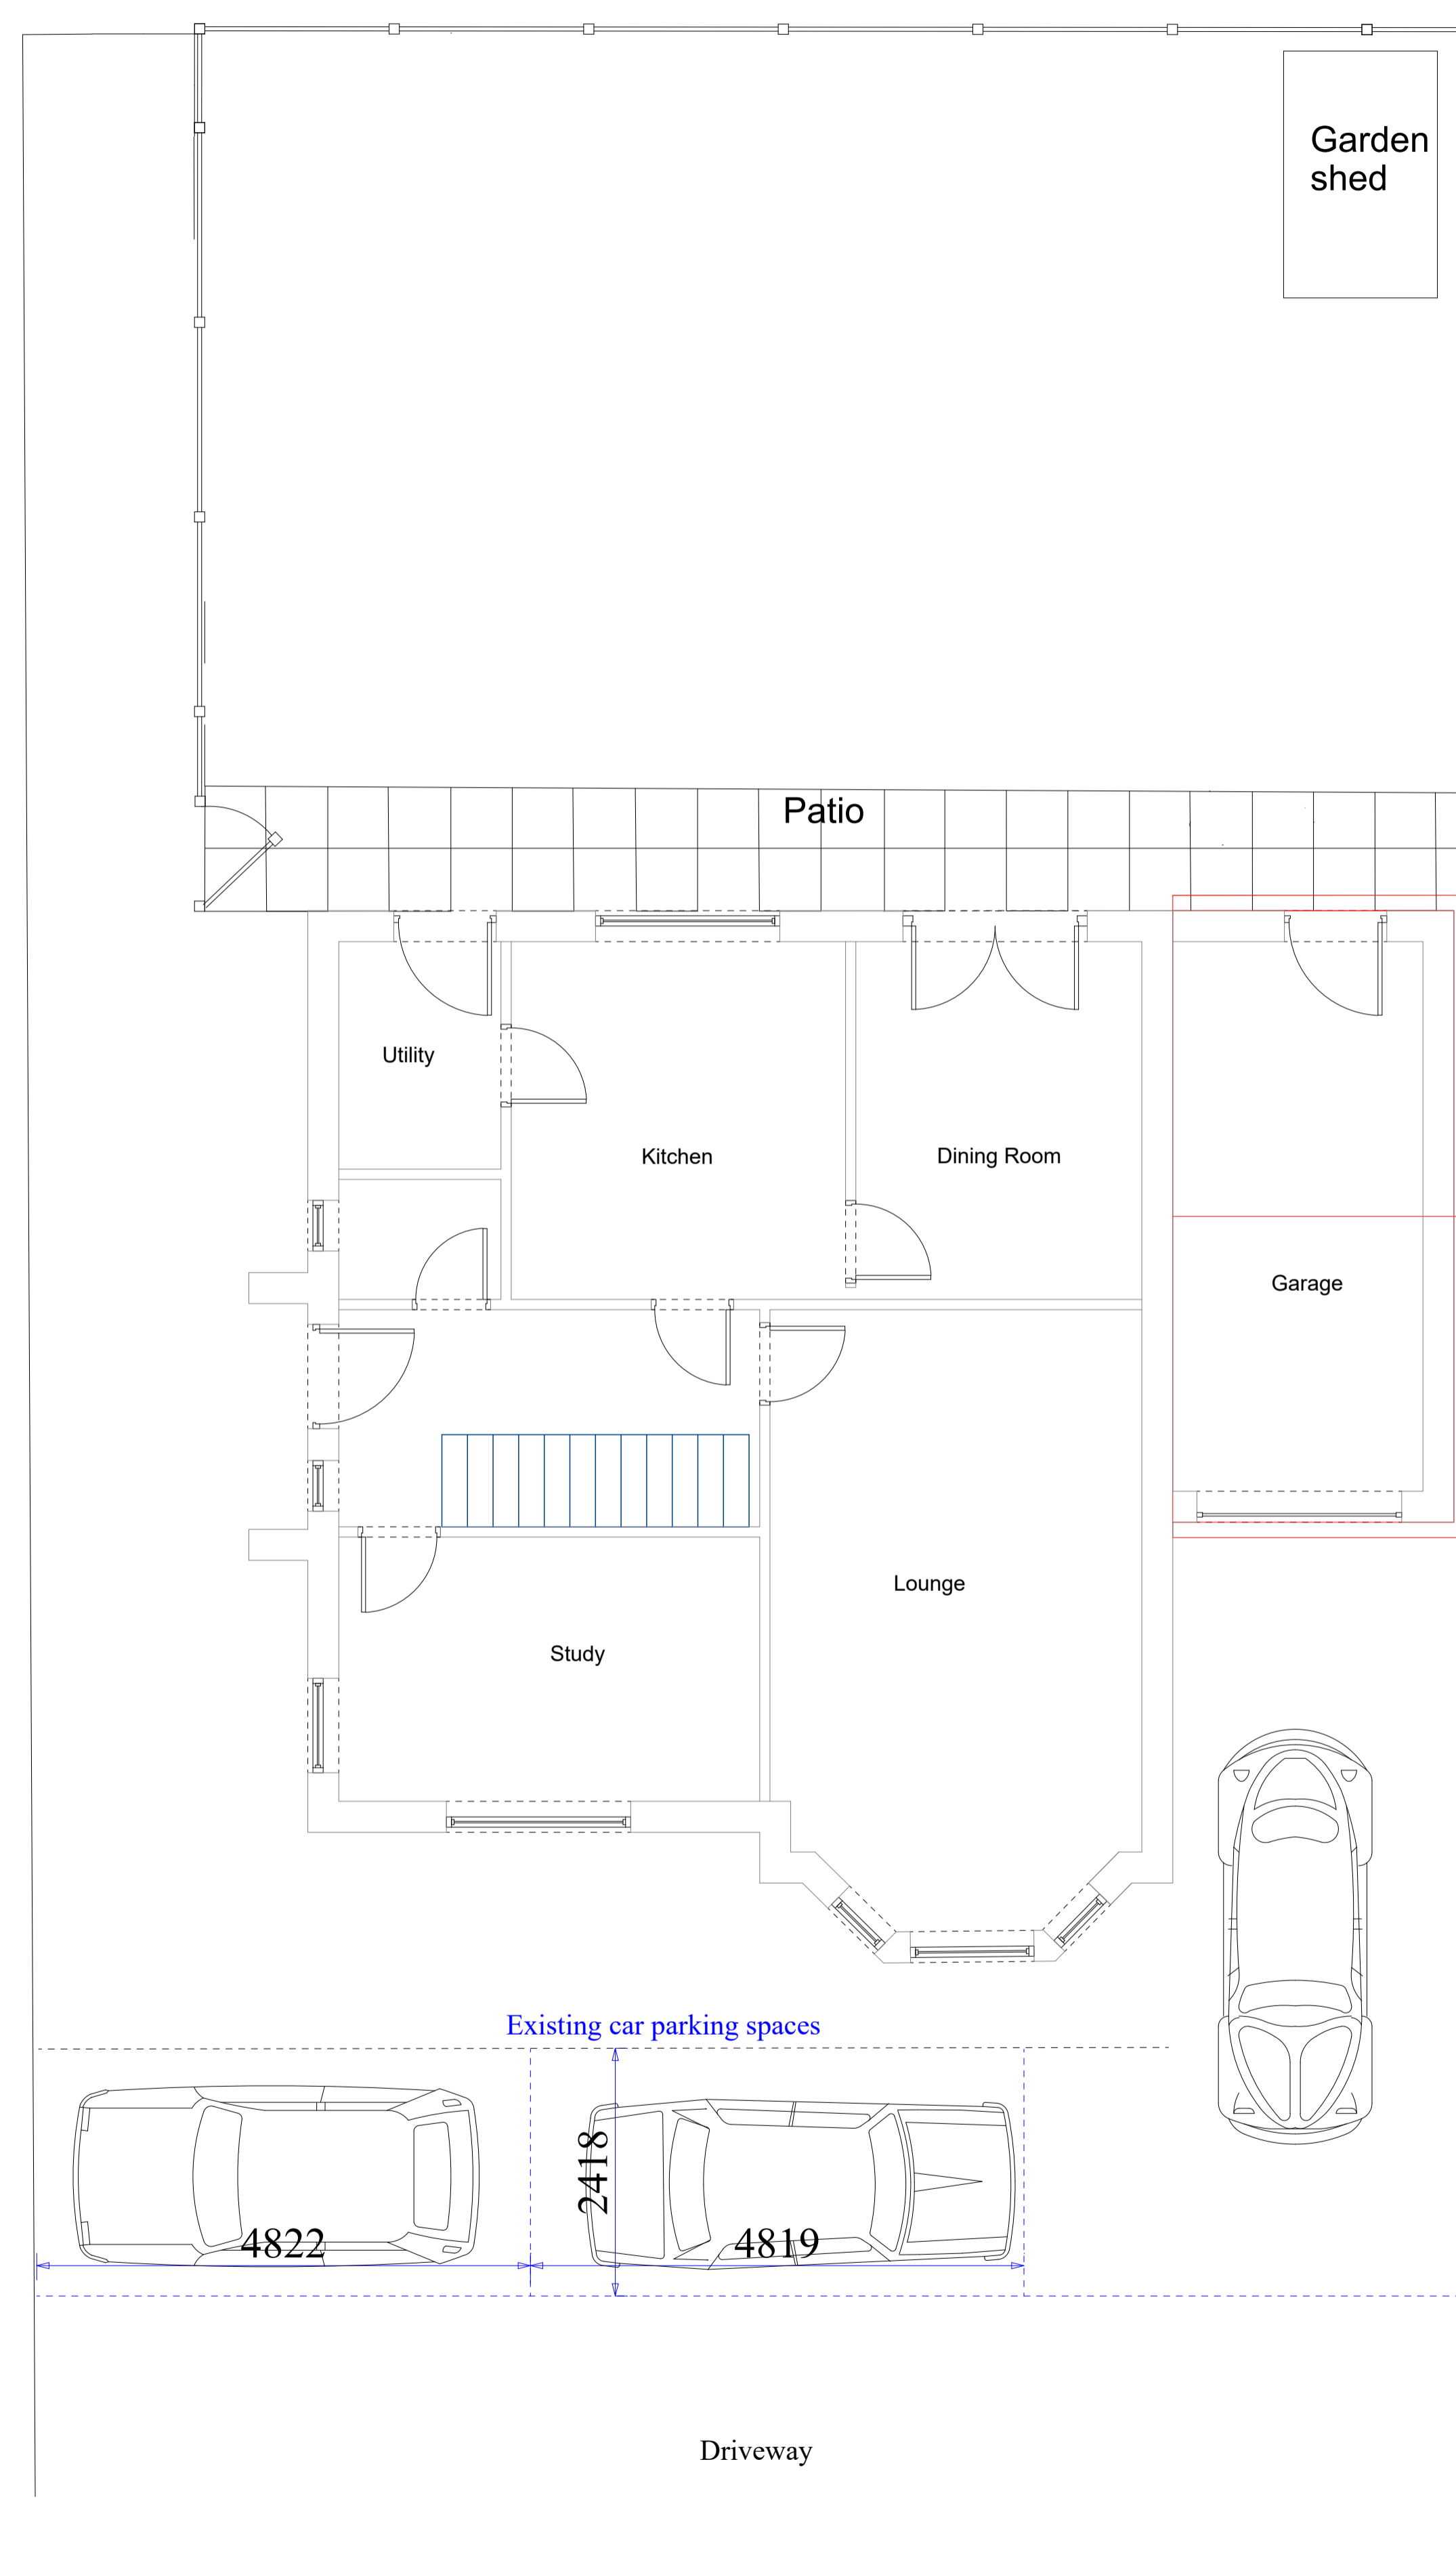 Garden
shed
Patio
Utility
Kitchen
Dining Room
Garage
Lounge
Study
Existing car parking spaces
2418
4822
4819
Driveway